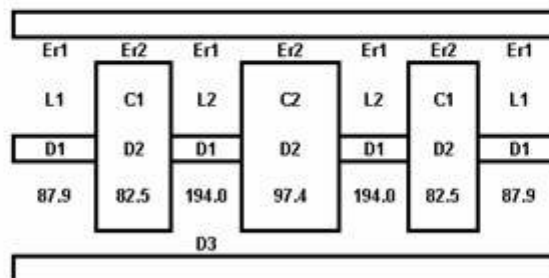 Er1 Er2 Er1 Er2 Er1 Er2 Er1
L1 C1 L2 C2 L2 C1 L1
D1 D2 D1 D2 D1 D2 D1
87.9 82.5 194.0 97.4 194.0 82.5 87.9
D3